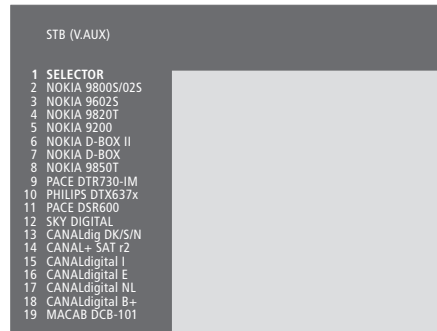 STB (V.AUX)
1 SELECTOR
2 NOKIA 9800S/02S
3 NOKIA 9602S
4 NOKIA 9820T
5 NOKIA 9200
6 NOKIA D-BOX II
7 NOKIA D-BOX
8 NOKIA 9850T
9 PACE DTR730-IM
10 PHILIPS DTX637x
11 PACE DSR600
12 SKY DIGITAL
13 CANALdig DK/S/N
14 CANAL+ SAT r2
15 CANALdigital I
16 CANALdigital E
17 CANALdigital NL
18 CANALdigital B+
19 MACAB DCB-101